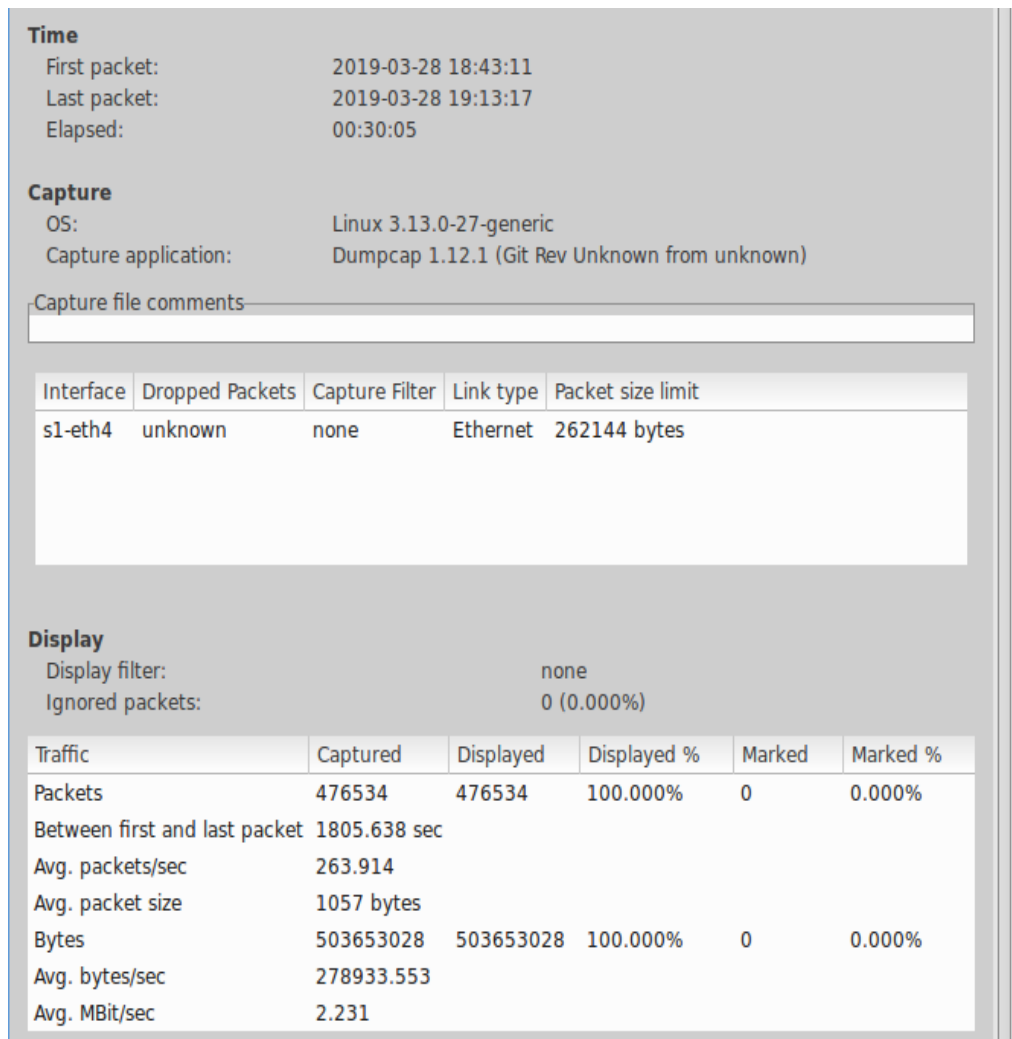 Time
First packet: 2019-03-28 18:43:11
Last packet: 2019-03-28 19:13:17
Elapsed: 00:30:05
Capture
OS: Linux 3.13.0-27-generic
Capture application: Dumpcap 1.12.1 (Git Rev Unknown from unknown)
Capture file comments
Interface Dropped Packets Capture Filter Link type Packet size limit
s1-eth4 unknown none Ethernet 262144 bytes
Display
Display filter: none
Ignored packets: 0 (0.000%)
Traffic Captured Displayed Displayed % Marked Marked %
Packets 476534 476534 100.000% 0 0.000%
Between first and last packet 1805.638 sec
Avg. packets/sec 263.914
Avg. packet size 1057 bytes
Bytes 503653028 503653028 100.000% 0 0.000%
Avg. bytes/sec 278933.553
Avg. MBit/sec 2.231